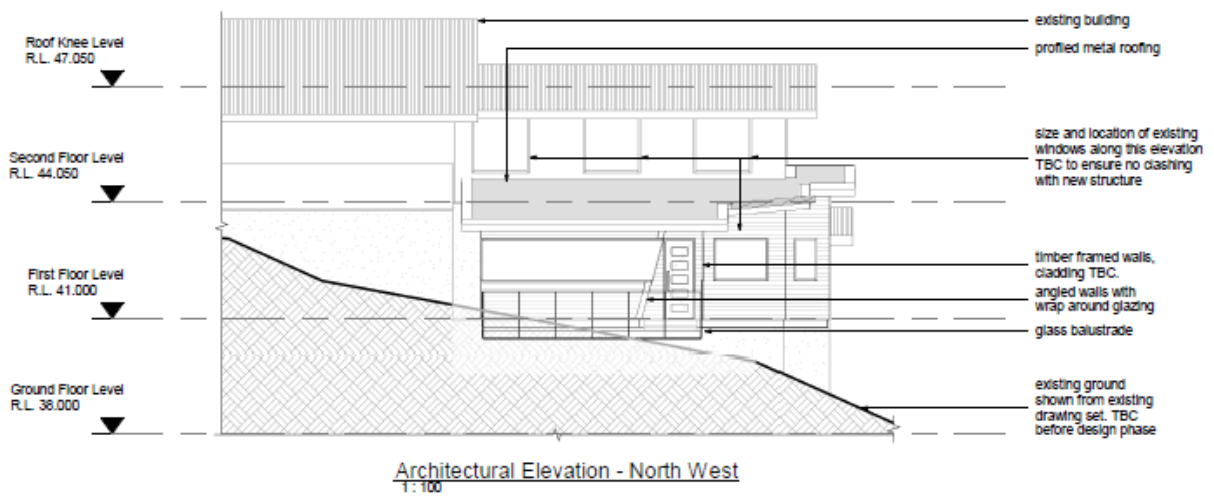 Roof Knee Level
R.L. 47.050
Second Floor Level
R.L. 44.050
First Floor Level
R.L. 41.000
Ground Floor Level
R.L. 38.000
existing building
profiled metal roofing
size and location of existing
windows along this elevation
TBC to ensure no clashing
with new structure
timber framed walls,
cladding TBC.
angled walls with
wrap around glazing
glass balustrade
existing ground
shown from existing
drawing set. TBC
before design phase
Architectural Elevation - North West
1 : 100